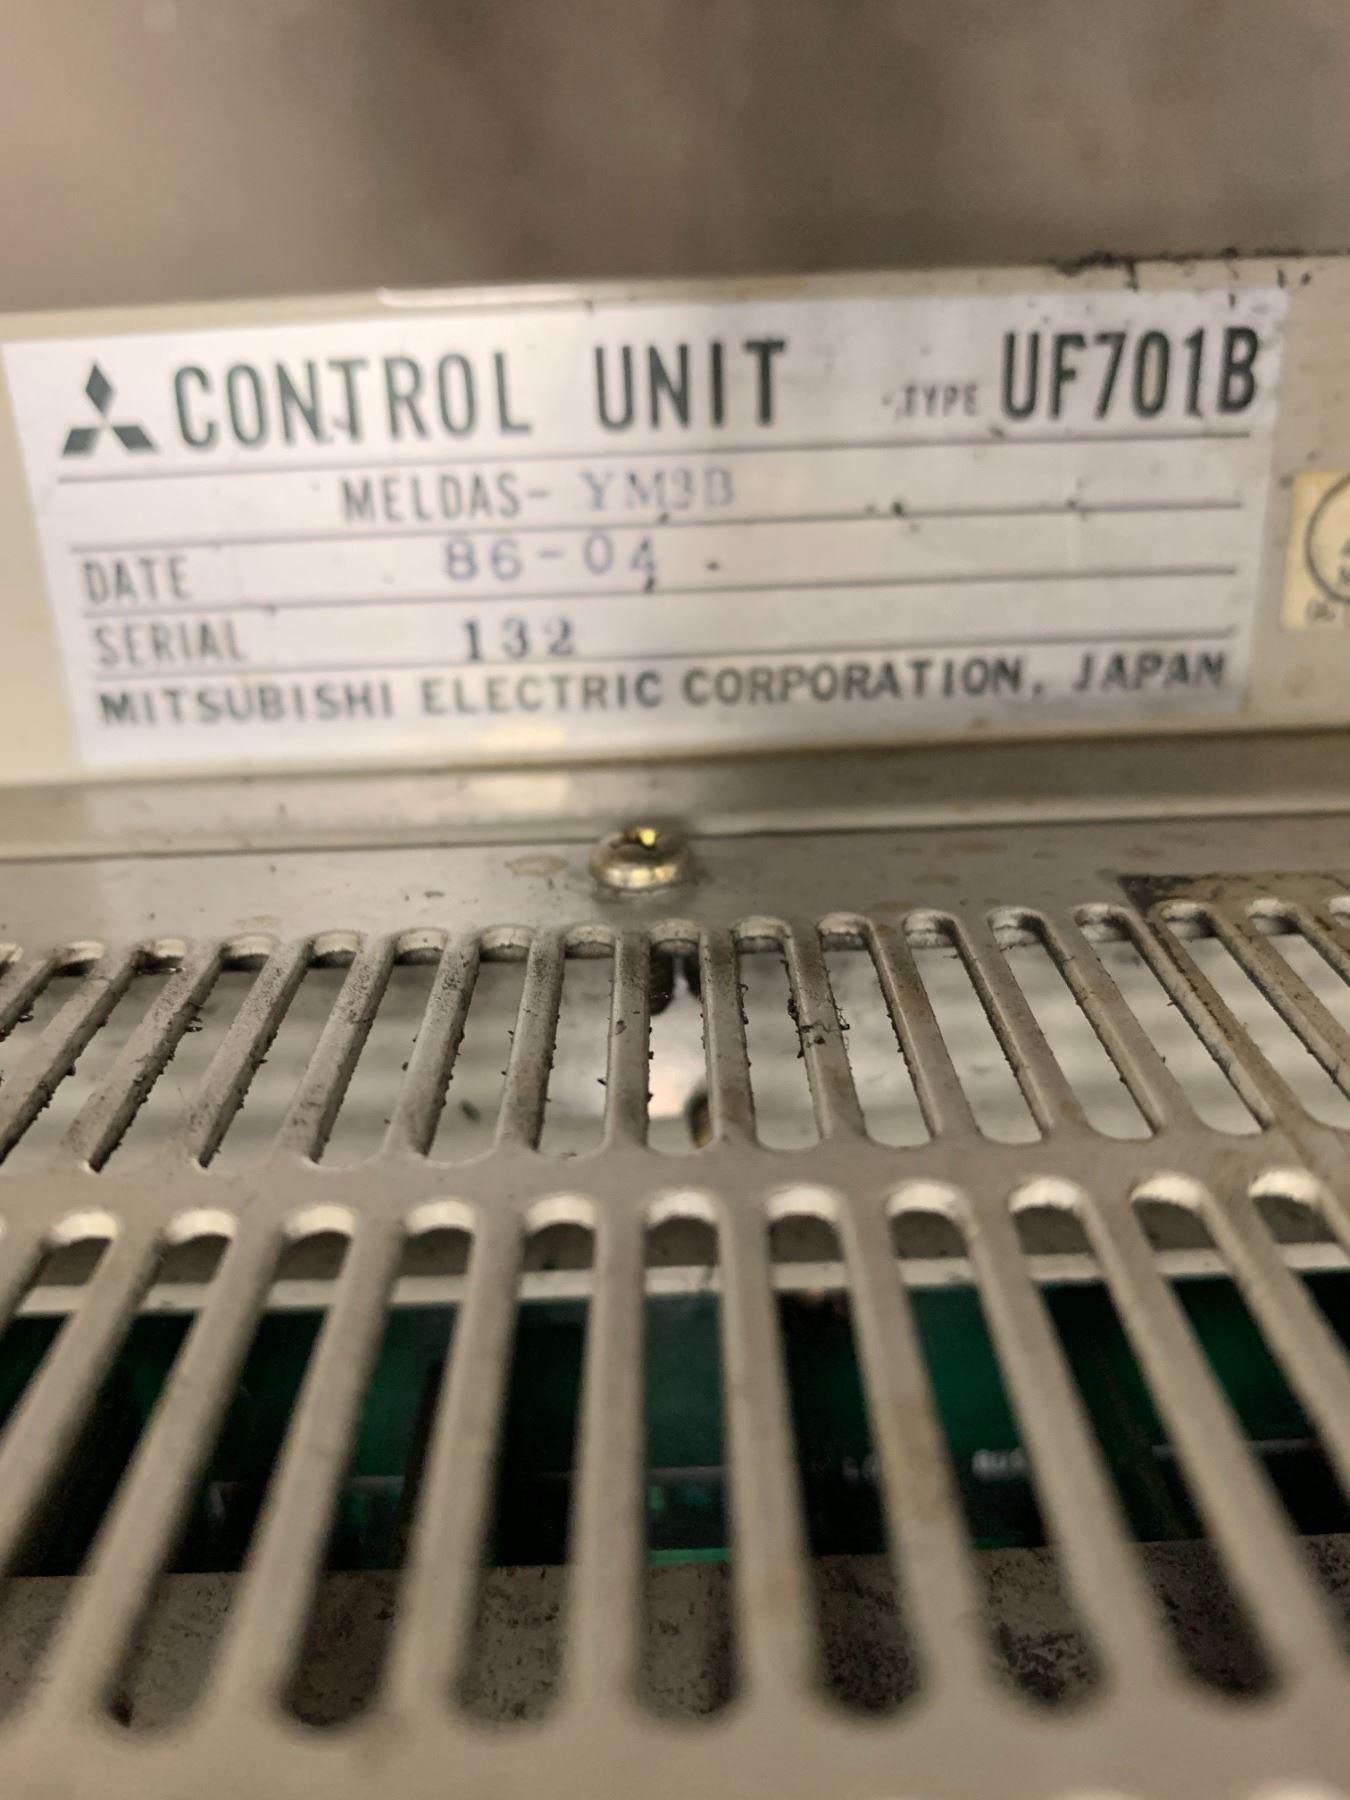 CONTROL UNIT TYPE UF701B
MELDAS- YM3B
DATE 86-04
SERIAL 132
MITSUBISHI ELECTRIC CORPORATION, JAPAN